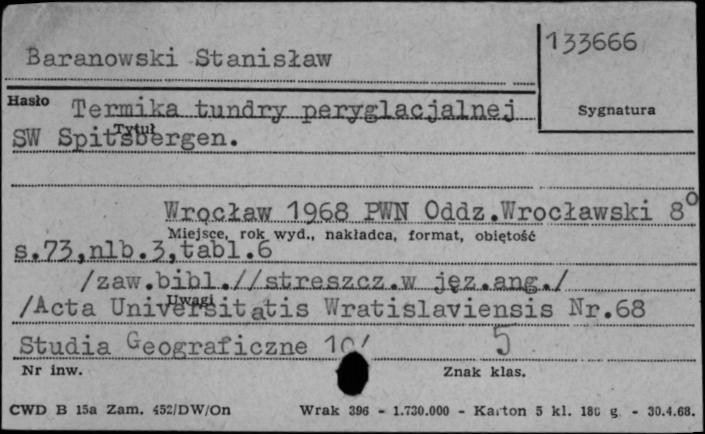 Baranowski Stanisław
133666
Hasło
Sygnatura
Termika tundry peryglacjalnej
Tytuł
SW Spitsbergen.
Wrocław 1968 PWN Oddz.Wrocławski 8°
Miejsce, rok wyd., nakładca, format, objętość
s.73,nlb.3,tabl.6
/zaw.bibl.//streszcz.w jęz.ang./
Uwagi
/Acta Universitatis Wratislaviensis Nr.68
Studia Geograficzne 10/ 5
Nr inw. Znak klas.
CWD B 15a Zam. 452/DW/On Wrak 396 - 1.730.000 - Karton 5 kl. 180 g - 30.4.68.